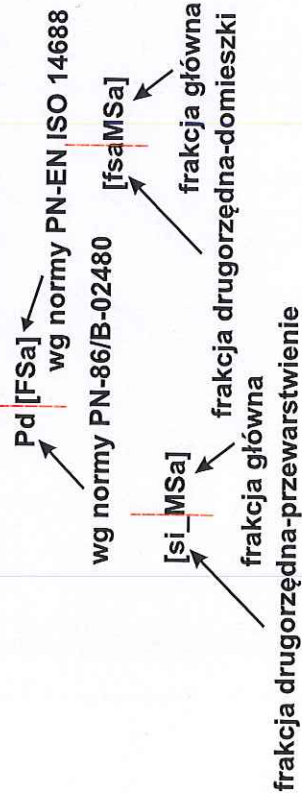 Pd [FSa]
wg normy PN-EN ISO 14688
wg normy PN-86/B-02480
[fsaMSa]
frakcja główna
frakcja drugorzędna-domieszki
[si_MSa]
frakcja główna
frakcja drugorzędna-przewarstwienie